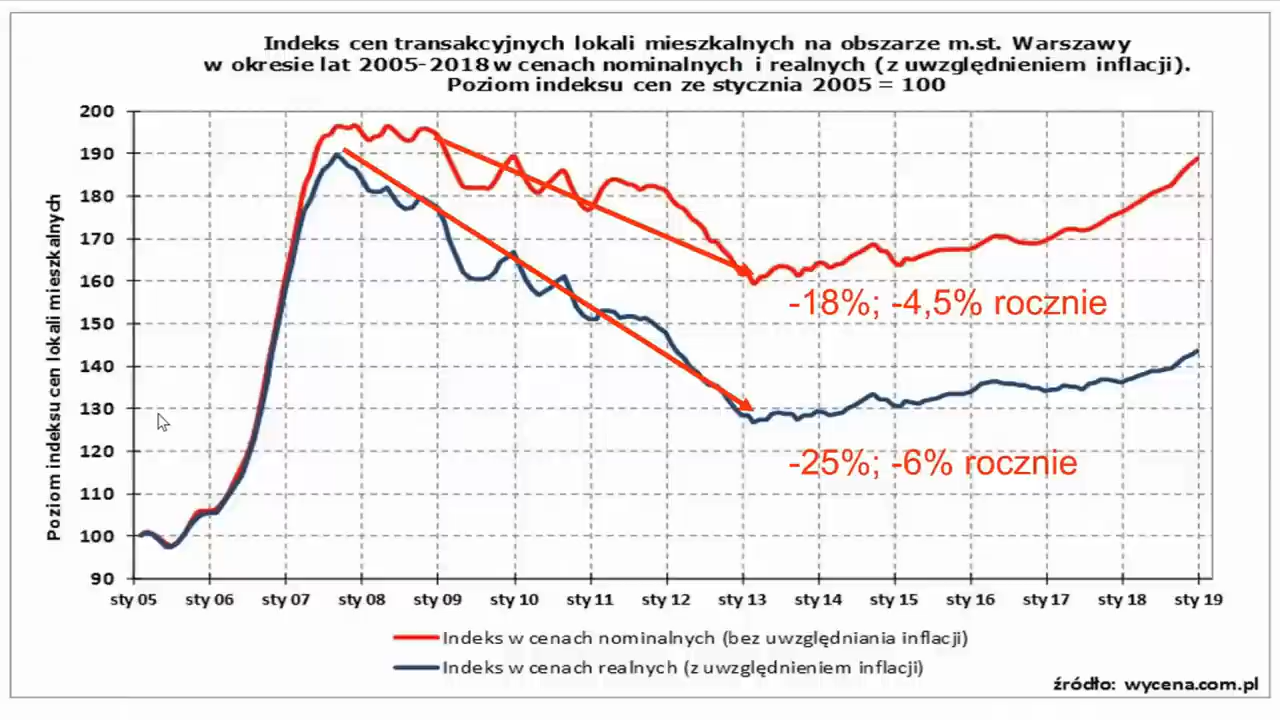 Indeks cen transakcyjnych lokali mieszkalnych na obszarze m.st. Warszawy
w okresie lat 2005-2018 w cenach nominalnych i realnych (z uwzględnieniem inflacji).
Poziom indeksu cen ze stycznia 2005 = 100
Poziom indeksu cen lokali mieszkalnych
200
190
180
170
160
150
140
130
120
110
100
90
-18%; -4,5% rocznie
-25%; -6% rocznie
sty 05 sty 06 sty 07 sty 08 sty 09 sty 10 sty 11 sty 12 sty 13 sty 14 sty 15 sty 16 sty 17 sty 18 sty 19
Indeks w cenach nominalnych (bez uwzględniania inflacji)
Indeks w cenach realnych (z uwzględnieniem inflacji)
źródło: wycena.com.pl